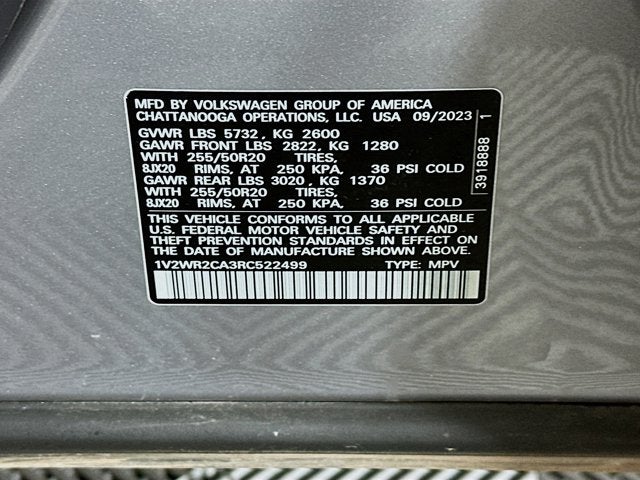 MFD BY VOLKSWAGEN GROUP OF AMERICA
CHATTANOOGA OPERATIONS, LLC. USA 09/2023
GVWR LBS 5732, KG 2600
GAWR FRONT LBS 2822, KG 1280
WITH 255/50R20 TIRES,
8JX20 RIMS, AT 250 KPA, 36 PSI COLD
GAWR REAR LBS 3020, KG 1370
WITH 255/50R20 TIRES,
8JX20 RIMS, AT 250 KPA, 36 PSI COLD
THIS VEHICLE CONFORMS TO ALL APPLICABLE
U.S. FEDERAL MOTOR VEHICLE SAFETY AND
THEFT PREVENTION STANDARDS IN EFFECT ON
THE DATE OF MANUFACTURE SHOWN ABOVE.
1V2WR2CA3RC522499 TYPE: MPV
3918888 1